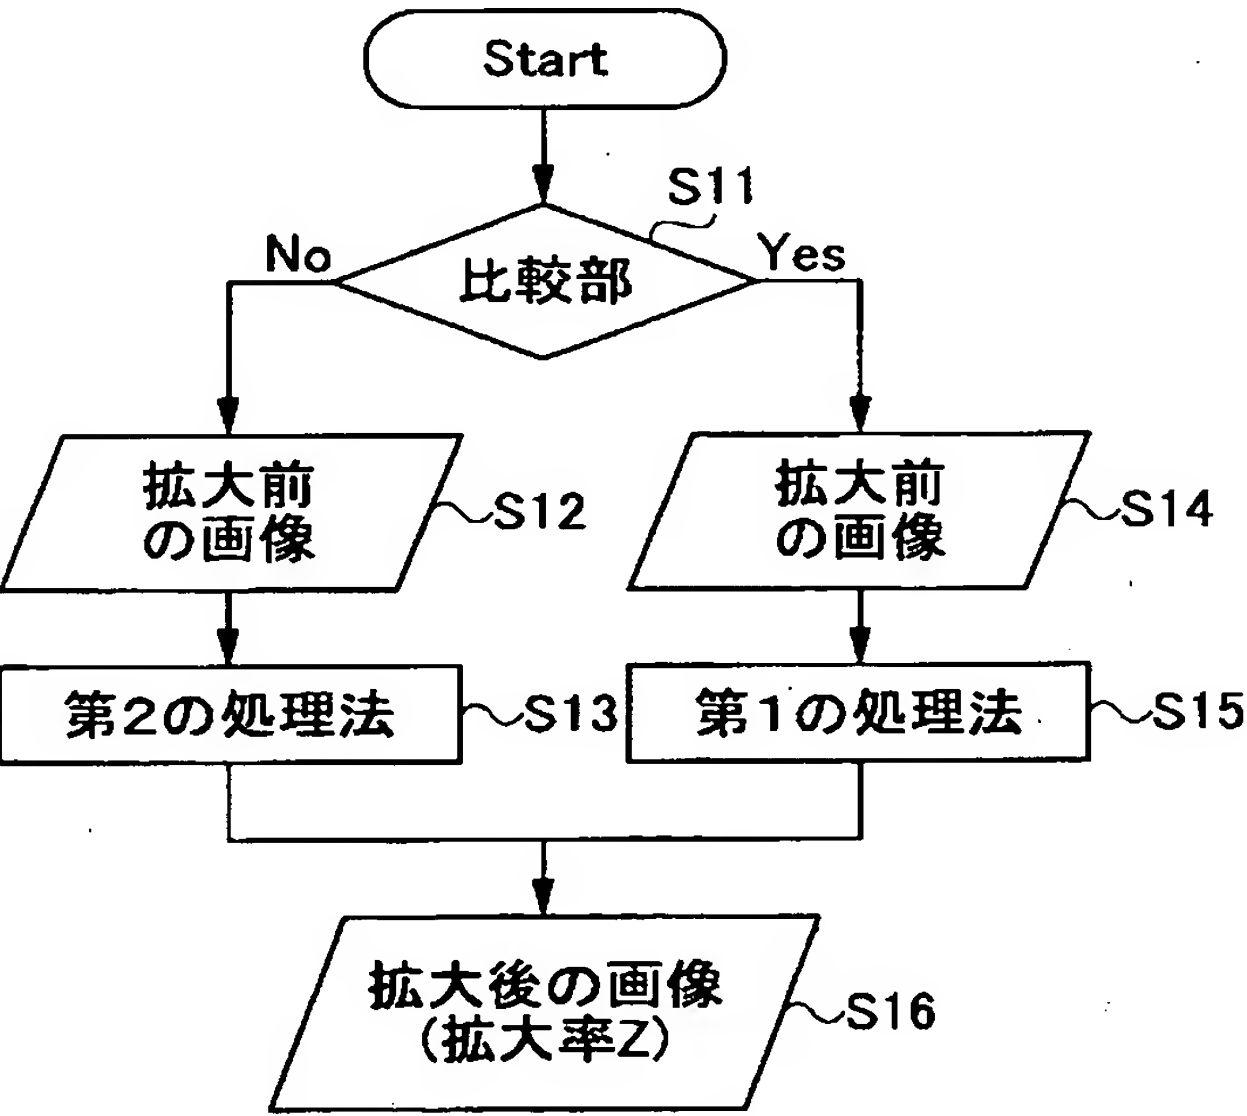 Start
S11
No
Yes
比較部
拡大前
の画像
S12
拡大前
の画像
S14
第2の処理法
S13
第1の処理法
S15
拡大後の画像
(拡大率Z)
S16